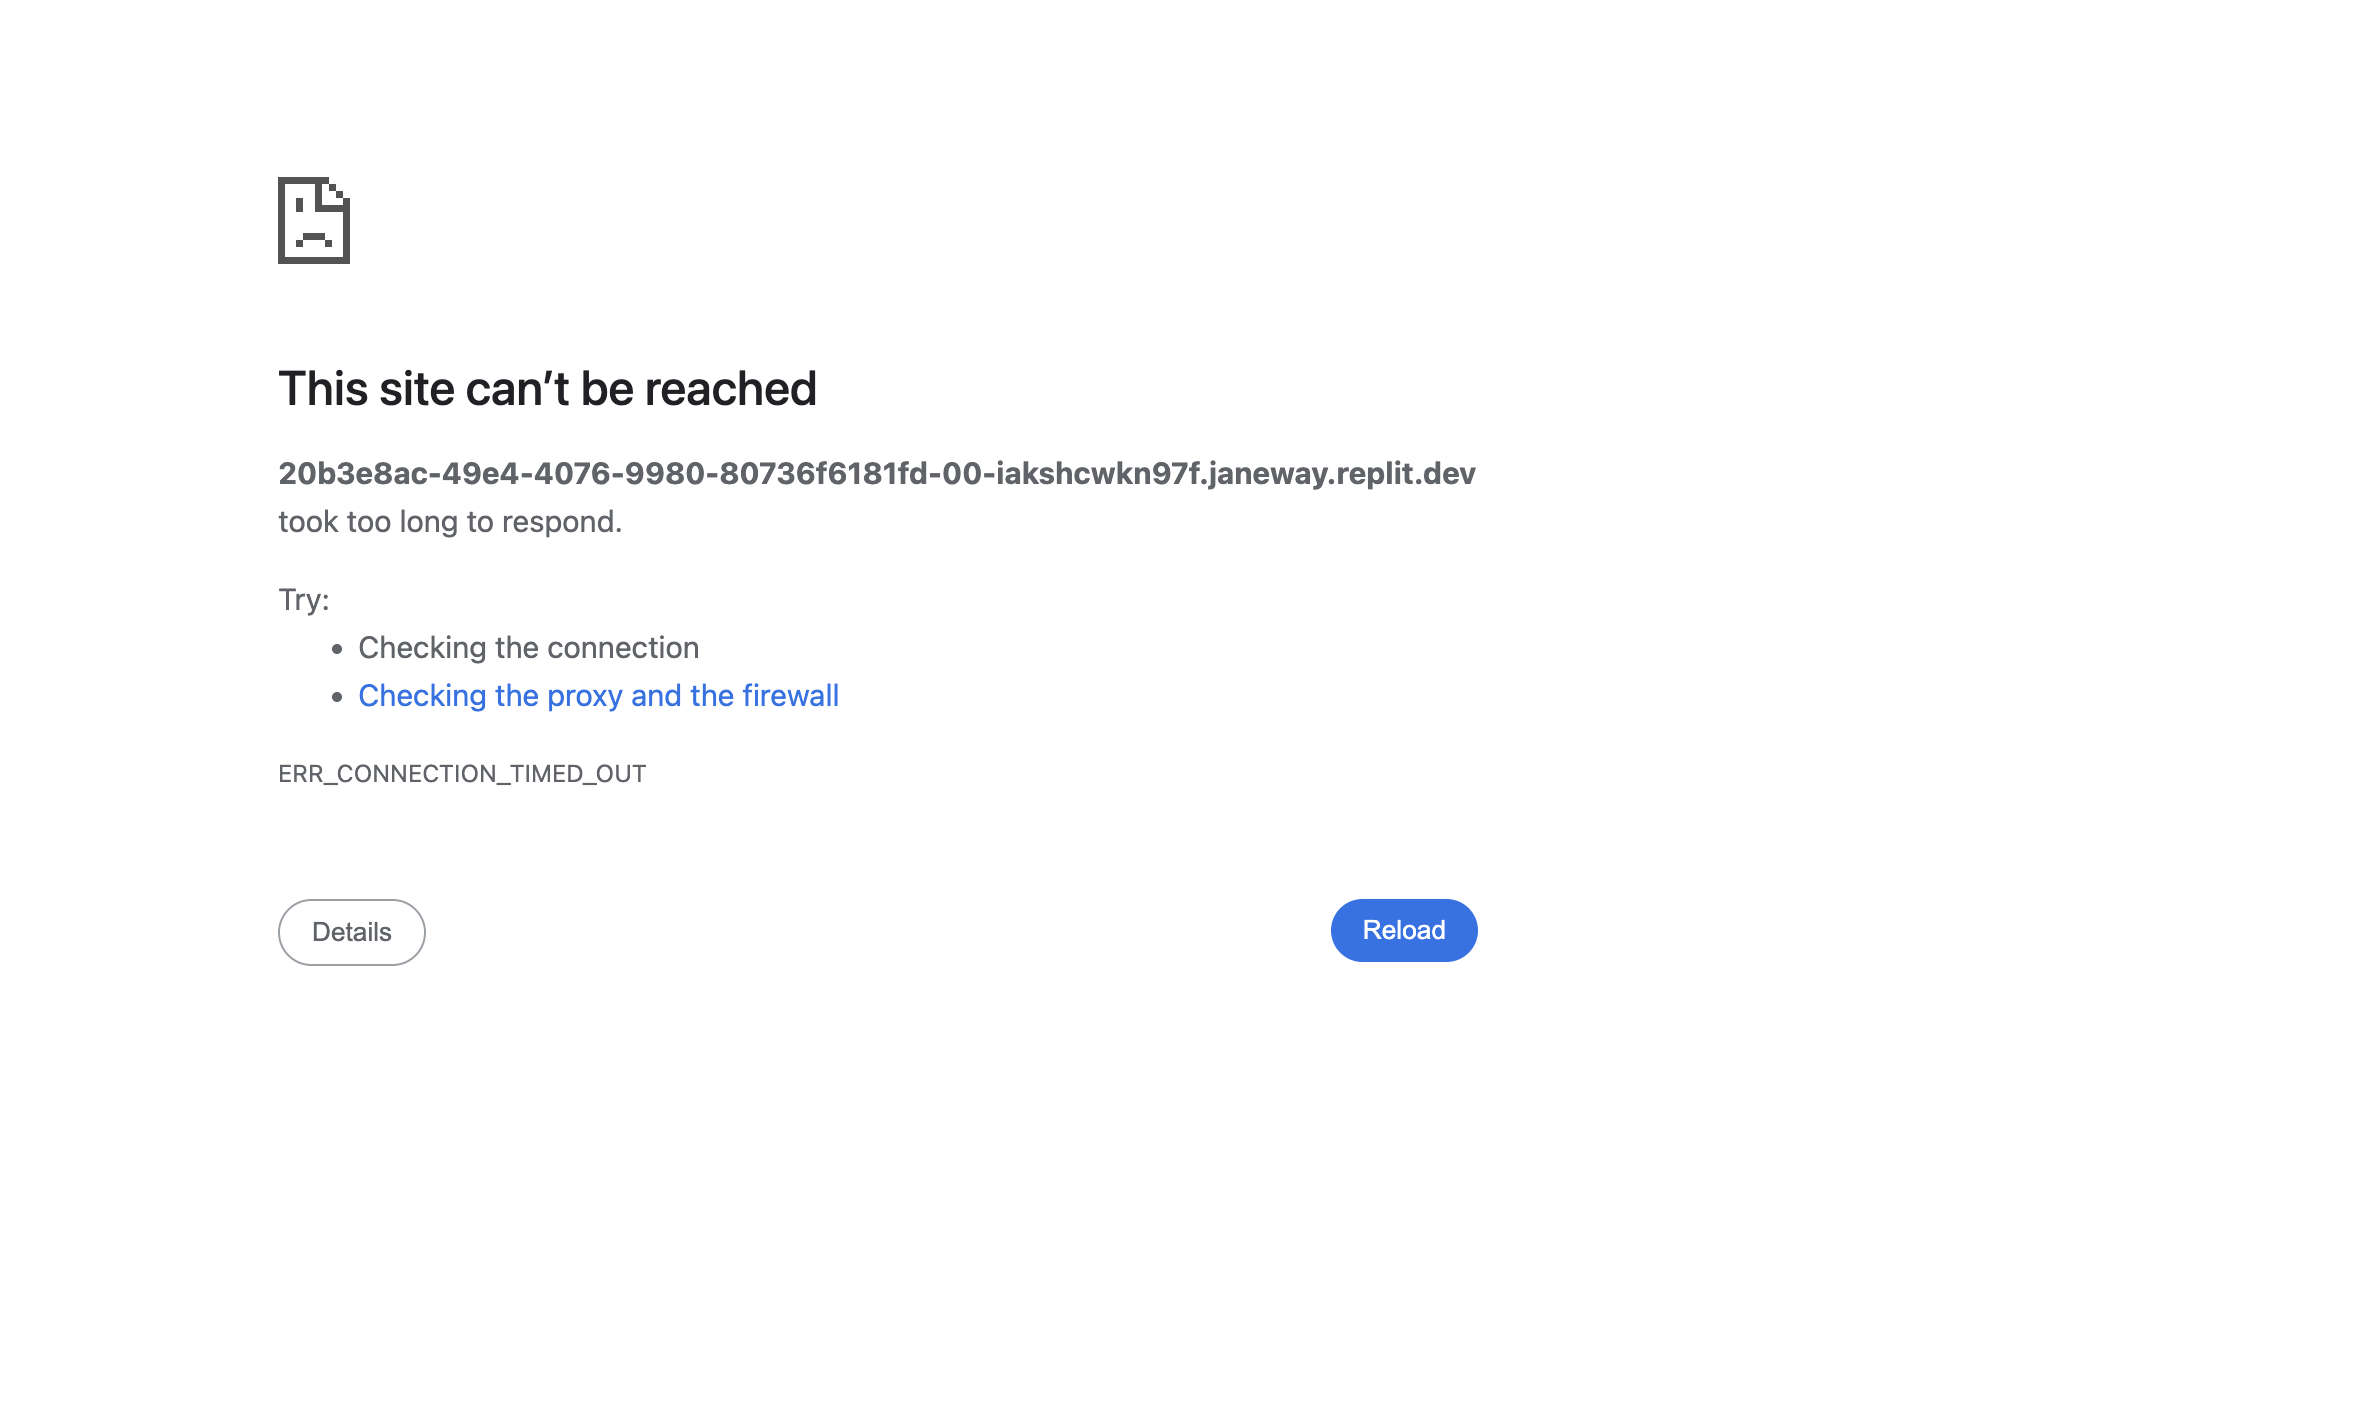 This site can’t be reached
20b3e8ac-49e4-4076-9980-80736f6181fd-00-iakshcwkn97f.janeway.replit.dev
took too long to respond.
Try:
• Checking the connection
• Checking the proxy and the firewall
ERR_CONNECTION_TIMED_OUT
Details
Reload